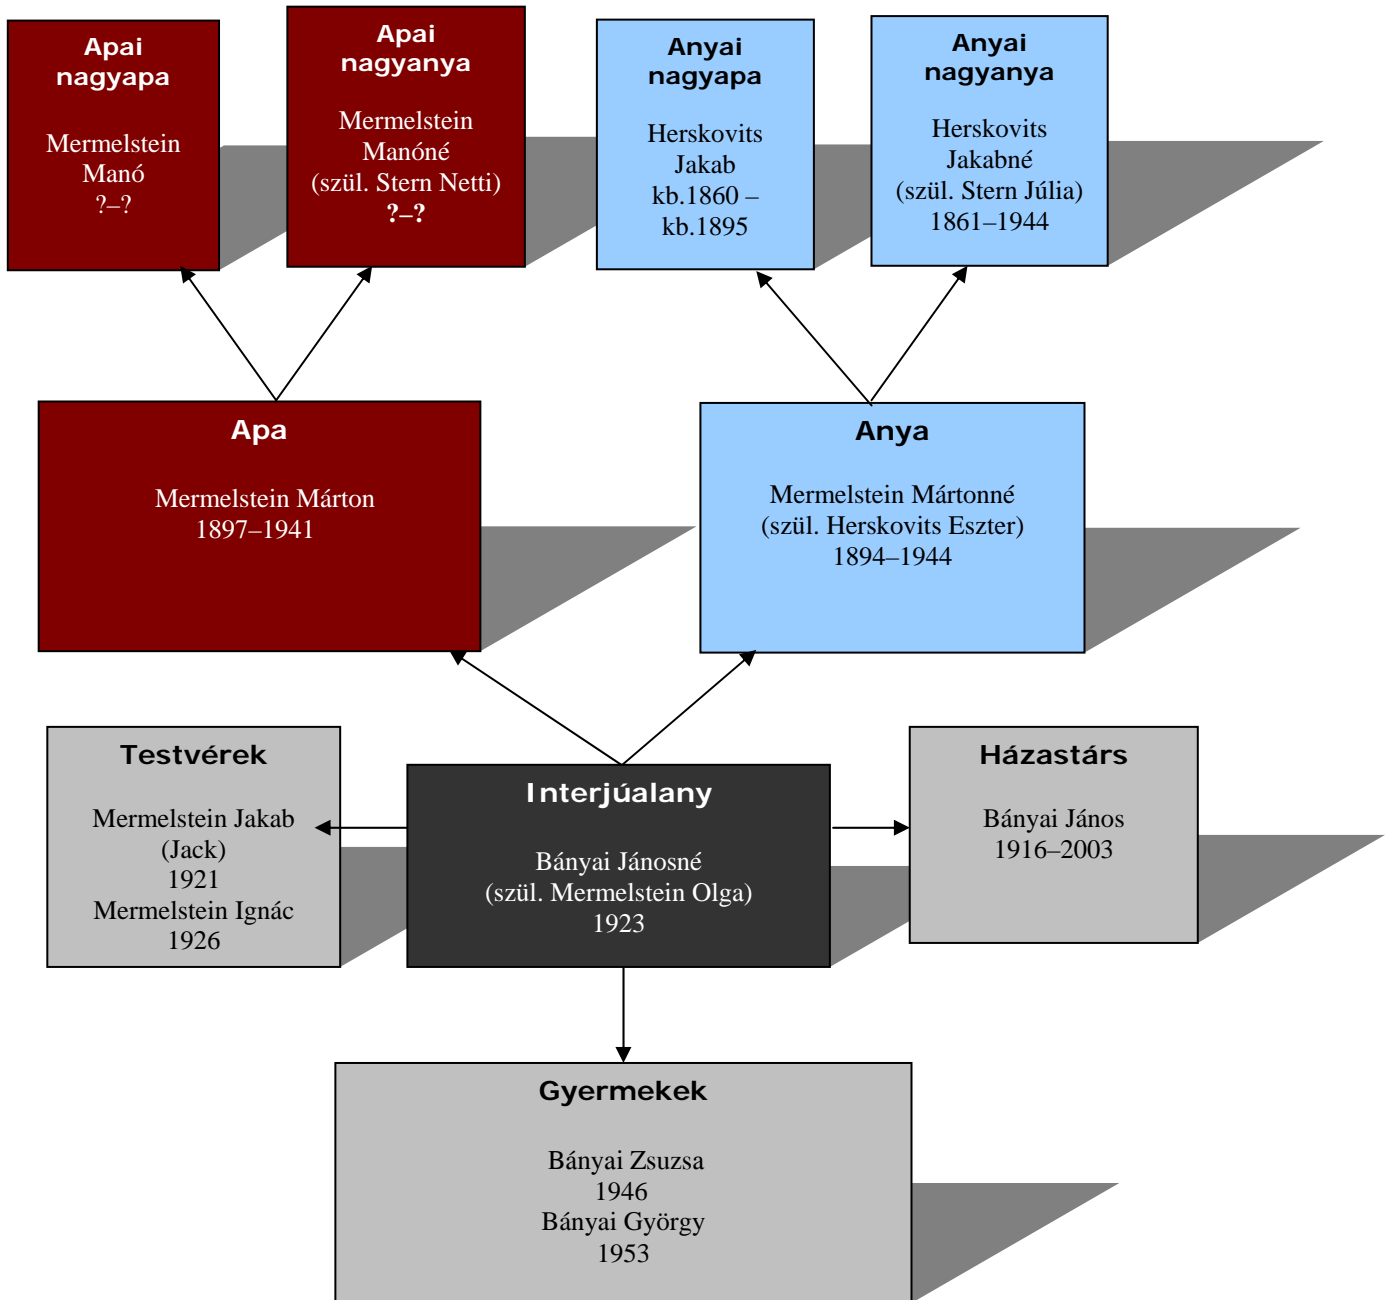 Apai
nagyapa
Mermelstein
Manó
?–?
Apai
nagyanya
Mermelstein
Manóné
(szül. Stern Netti)
?–?
Anyai
nagyapa
Herskovits
Jakab
kb.1860 –
kb.1895
Anyai
nagyanya
Herskovits
Jakabné
(szül. Stern Júlia)
1861–1944
Apa
Mermelstein Márton
1897–1941
Anya
Mermelstein Mártonné
(szül. Herskovits Eszter)
1894–1944
Testvérek
Mermelstein Jakab
(Jack)
1921
Mermelstein Ignác
1926
Interjúalany
Bányai Jánosné
(szül. Mermelstein Olga)
1923
Házastárs
Bányai János
1916–2003
Gyermekek
Bányai Zsuzsa
1946
Bányai György
1953